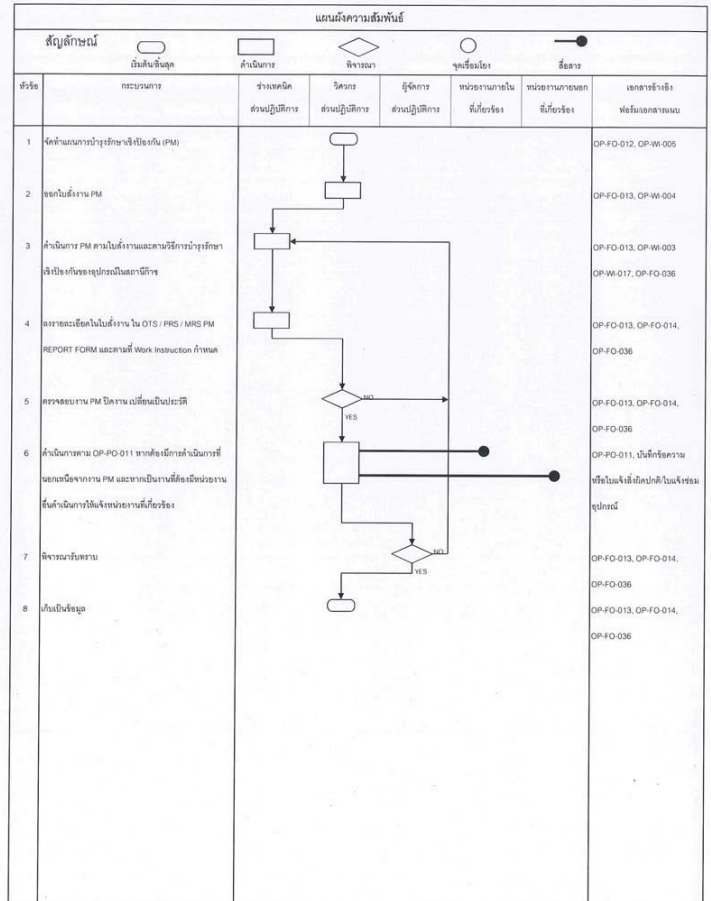 แผนผังความสัมพันธ์
สัญลักษณ์
เริ่มต้น/สิ้นสุด ดำเนินการ พิจารณา จุดเชื่อมโยง สื่อสาร
หัวข้อ กระบวนการ ช่างเทคนิค วิศวกร ผู้จัดการ หน่วยงานภายใน หน่วยงานภายนอก เอกสารอ้างอิง
ส่วนปฏิบัติการ ส่วนปฏิบัติการ ส่วนปฏิบัติการ ที่เกี่ยวข้อง ที่เกี่ยวข้อง ฟอร์ม/เอกสารแนบ
1 จัดทำแผนการบำรุงรักษาเชิงป้องกัน (PM) OP-FO-012, OP-WI-005
2 ออกใบสั่งงาน PM OP-FO-013, OP-WI-004
3 ดำเนินการ PM ตามใบสั่งงานและตามวิธีการบำรุงรักษา OP-FO-013, OP-WI-003
เชิงป้องกันของอุปกรณ์ในสถานีก๊าซ OP-WI-017, OP-FO-036
4 ลงรายละเอียดในใบสั่งงาน ใน OTS / PRS / MRS PM OP-FO-013, OP-FO-014,
REPORT FORM และตามที่ Work Instruction กำหนด OP-FO-036
5 ตรวจสอบงาน PM ปิดงาน เปลี่ยนเป็นประวัติ NO OP-FO-013, OP-FO-014,
YES OP-FO-036
6 ดำเนินการตาม OP-PO-011 หากต้องมีการดำเนินการที่ OP-PO-011, บันทึกข้อความ
นอกเหนือจากงาน PM และหากเป็นงานที่ต้องมีหน่วยงาน หรือใบแจ้งสิ่งผิดปกติ/ใบแจ้งซ่อม
อื่นดำเนินการให้แจ้งหน่วยงานที่เกี่ยวข้อง อุปกรณ์
7 พิจารณารับทราบ NO OP-FO-013, OP-FO-014,
YES OP-FO-036
8 เก็บเป็นข้อมูล OP-FO-013, OP-FO-014,
OP-FO-036